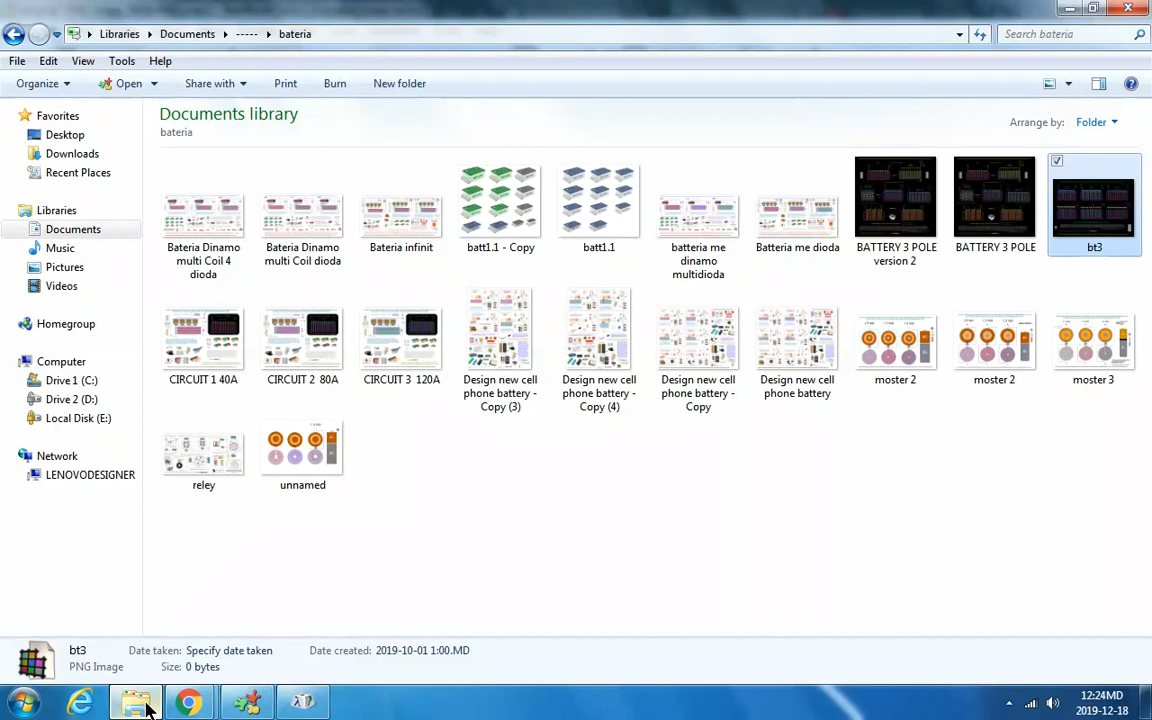 Libraries Documents ----- bateria
Search bateria
File Edit View Tools Help
Organize Open Share with Print Burn New folder
Documents library
bateria
Arrange by: Folder
Favorites
Desktop
Downloads
Recent Places
Libraries
Documents
Music
Pictures
Videos
Homegroup
Computer
Drive 1 (C:)
Drive 2 (D:)
Local Disk (E:)
Network
LENOVODESIGNER
Bateria Dinamo
multi Coil 4
dioda
Bateria Dinamo
multi Coil dioda
Bateria infinit
batt1.1 - Copy
batt1.1
batteria me
dinamo
multidioda
Batteria me dioda
BATTERY 3 POLE
version 2
BATTERY 3 POLE
bt3
CIRCUIT 1 40A
CIRCUIT 2 80A
CIRCUIT 3 120A
Design new cell
phone battery -
Copy (3)
Design new cell
phone battery -
Copy (4)
Design new cell
phone battery -
Copy
Design new cell
phone battery
moster 2
moster 2
moster 3
reley
unnamed
bt3
PNG Image
Date taken: Specify date taken
Size: 0 bytes
Date created: 2019-10-01 1:00.MD
12:24MD
2019-12-18